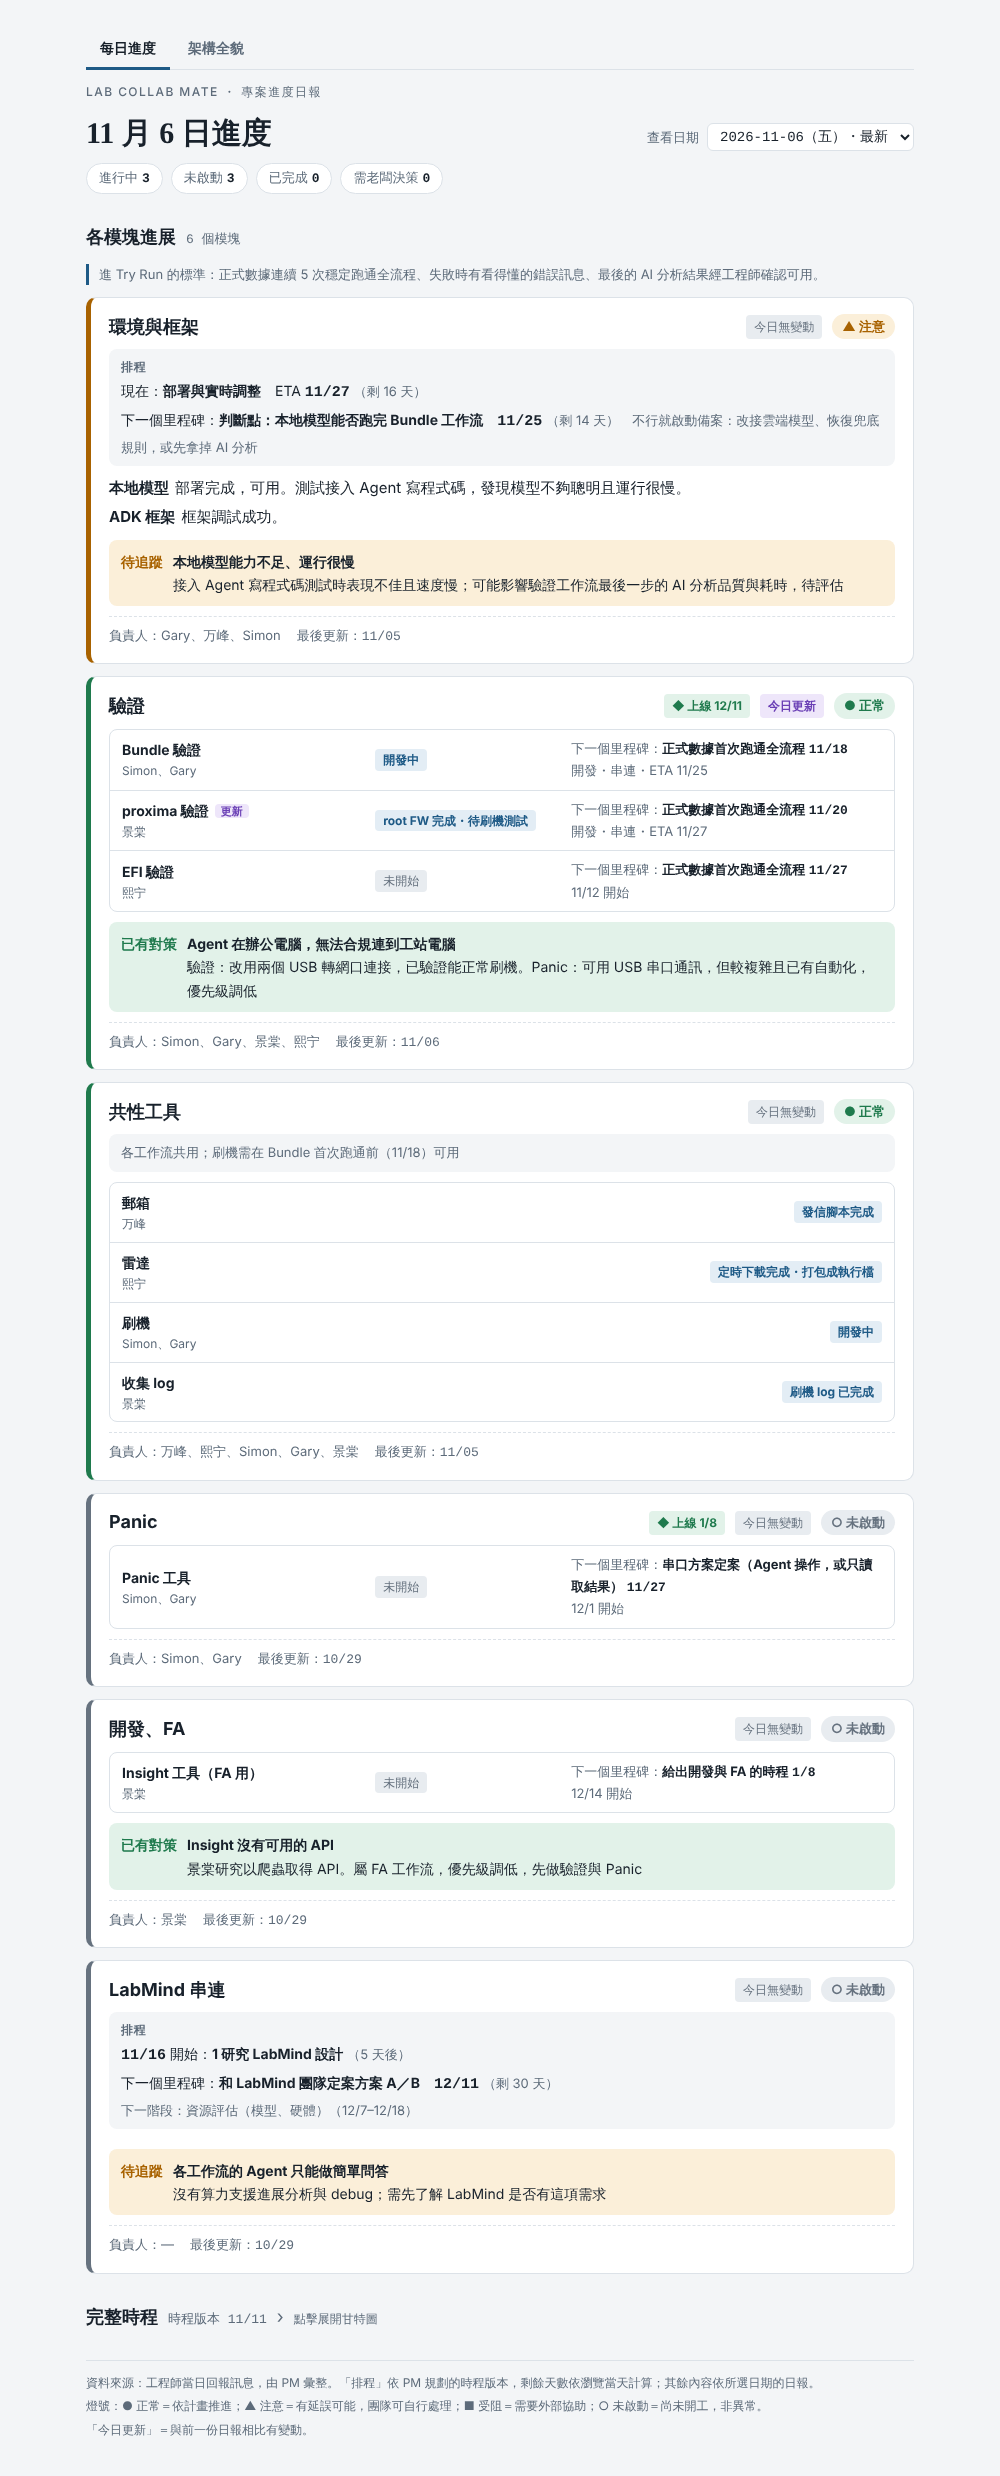 每日進度 架構全貌
LAB COLLAB MATE · 專案進度日報
11 月 6 日進度
查看日期 2026-11-06（五）・最新
進行中 3 未啟動 3 已完成 0 需老闆決策 0
各模塊進展 6 個模塊
進 Try Run 的標準：正式數據連續 5 次穩定跑通全流程、失敗時有看得懂的錯誤訊息、最後的 AI 分析結果經工程師確認可用。
環境與框架 今日無變動 ▲ 注意
排程
現在：部署與實時調整 ETA 11/27（剩 16 天）
下一個里程碑：判斷點：本地模型能否跑完 Bundle 工作流 11/25（剩 14 天） 不行就啟動備案：改接雲端模型、恢復兜底
規則，或先拿掉 AI 分析
本地模型 部署完成，可用。測試接入 Agent 寫程式碼，發現模型不夠聰明且運行很慢。
ADK 框架 框架調試成功。
待追蹤 本地模型能力不足、運行很慢
接入 Agent 寫程式碼測試時表現不佳且速度慢；可能影響驗證工作流最後一步的 AI 分析品質與耗時，待評估
負責人：Gary、万峰、Simon 最後更新：11/05
驗證 ◆ 上線 12/11 今日更新 ● 正常
Bundle 驗證
Simon、Gary
開發中
下一個里程碑：正式數據首次跑通全流程 11/18
開發・串連・ETA 11/25
proxima 驗證 更新
景棠
root FW 完成・待刷機測試
下一個里程碑：正式數據首次跑通全流程 11/20
開發・串連・ETA 11/27
EFI 驗證
熙宁
未開始
下一個里程碑：正式數據首次跑通全流程 11/27
11/12 開始
已有對策 Agent 在辦公電腦，無法合規連到工站電腦
驗證：改用兩個 USB 轉網口連接，已驗證能正常刷機。Panic：可用 USB 串口通訊，但較複雜且已有自動化，
優先級調低
負責人：Simon、Gary、景棠、熙宁 最後更新：11/06
共性工具 今日無變動 ● 正常
各工作流共用；刷機需在 Bundle 首次跑通前（11/18）可用
郵箱
万峰
發信腳本完成
雷達
熙宁
定時下載完成・打包成執行檔
刷機
Simon、Gary
開發中
收集 log
景棠
刷機 log 已完成
負責人：万峰、熙宁、Simon、Gary、景棠 最後更新：11/05
Panic ◆ 上線 1/8 今日無變動 ○ 未啟動
Panic 工具
Simon、Gary
未開始
下一個里程碑：串口方案定案（Agent 操作，或只讀
取結果） 11/27
12/1 開始
負責人：Simon、Gary 最後更新：10/29
開發、FA 今日無變動 ○ 未啟動
Insight 工具（FA 用）
景棠
未開始
下一個里程碑：給出開發與 FA 的時程 1/8
12/14 開始
已有對策 Insight 沒有可用的 API
景棠研究以爬蟲取得 API。屬 FA 工作流，優先級調低，先做驗證與 Panic
負責人：景棠 最後更新：10/29
LabMind 串連 今日無變動 ○ 未啟動
排程
11/16 開始：1 研究 LabMind 設計（5 天後）
下一個里程碑：和 LabMind 團隊定案方案 A／B 12/11（剩 30 天）
下一階段：資源評估（模型、硬體）（12/7–12/18）
待追蹤 各工作流的 Agent 只能做簡單問答
沒有算力支援進展分析與 debug；需先了解 LabMind 是否有這項需求
負責人：— 最後更新：10/29
完整時程 時程版本 11/11 › 點擊展開甘特圖
資料來源：工程師當日回報訊息，由 PM 彙整。「排程」依 PM 規劃的時程版本，剩餘天數依瀏覽當天計算；其餘內容依所選日期的日報。
燈號：● 正常＝依計畫推進；▲ 注意＝有延誤可能，團隊可自行處理；■ 受阻＝需要外部協助；○ 未啟動＝尚未開工，非異常。
「今日更新」＝與前一份日報相比有變動。